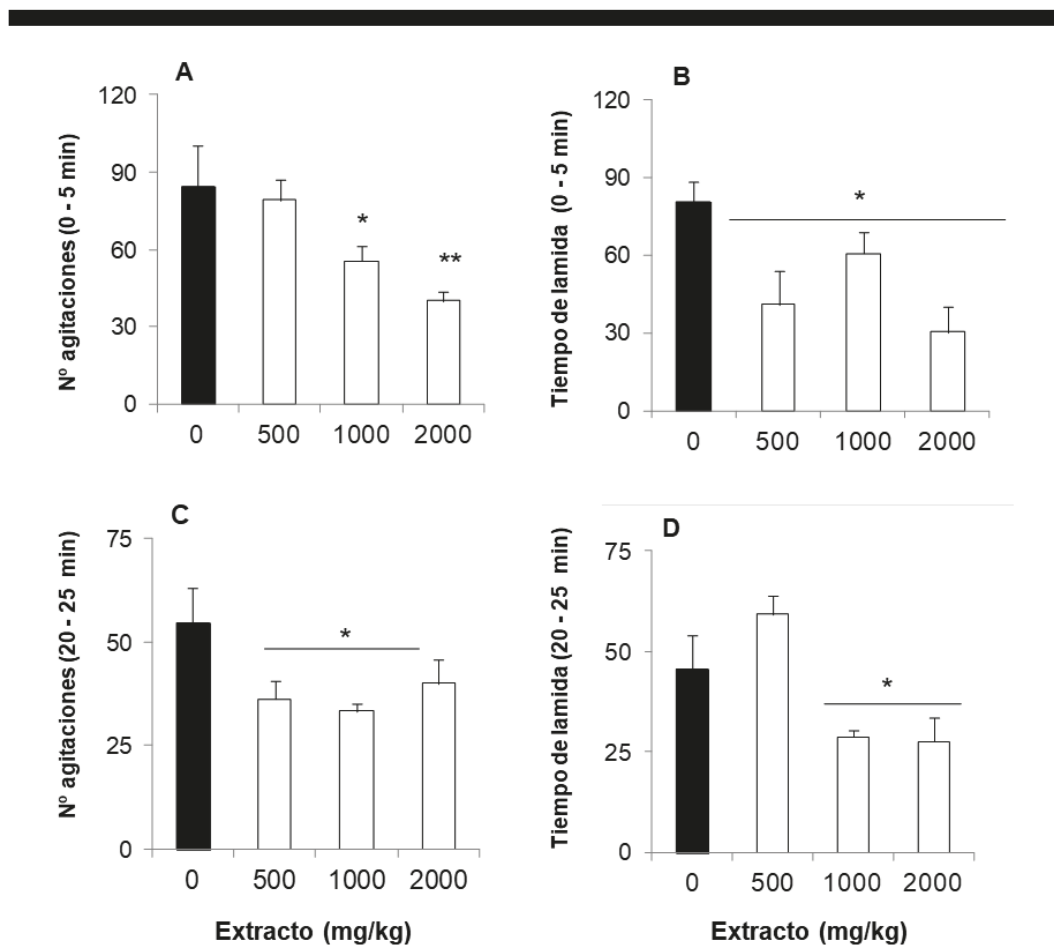 A
Nº agitaciones (0 - 5 min)
120
90
60
30
0
*
**
0 500 1000 2000
B
Tiempo de lamida (0 - 5 min)
120
90
60
30
0
*
0 500 1000 2000
C
Nº agitaciones (20 - 25 min)
75
50
25
0
*
0 500 1000 2000
Extracto (mg/kg)
D
Tiempo de lamida (20 - 25 min)
75
50
25
0
*
0 500 1000 2000
Extracto (mg/kg)